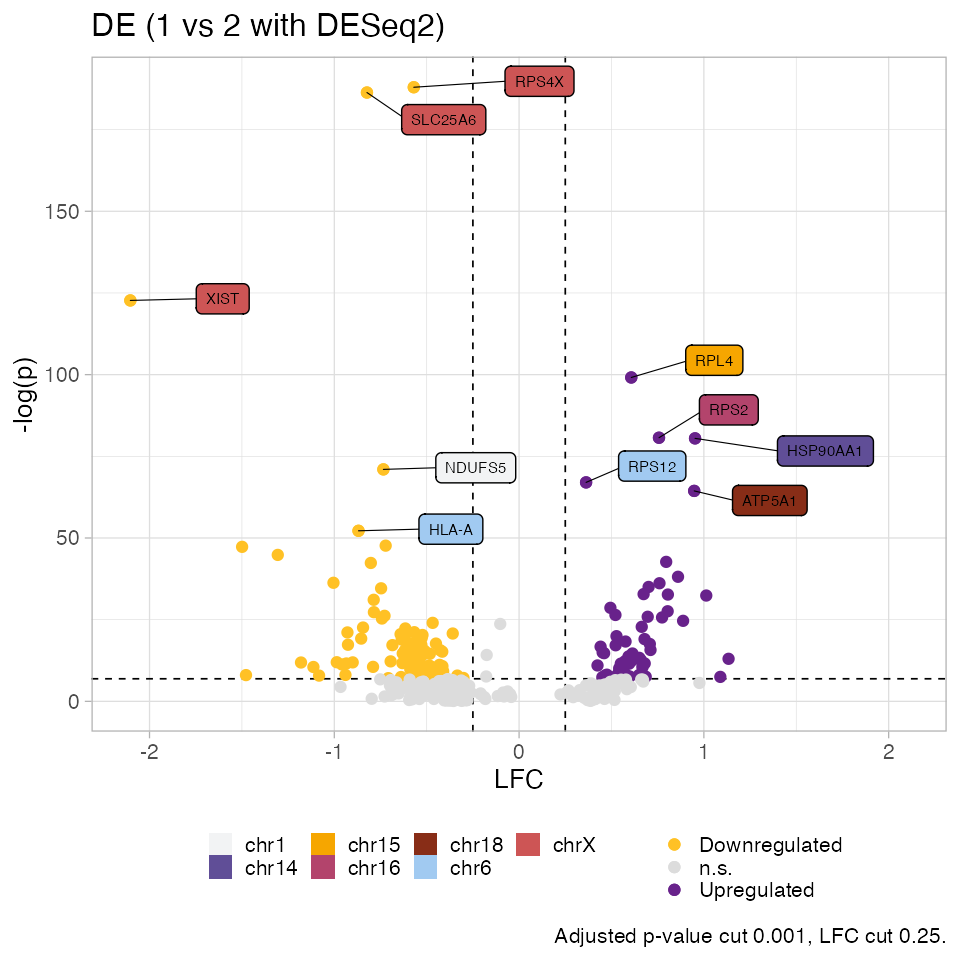 DE (1 vs 2 with DESeq2)
RPS4X
SLC25A6
150
XIST
RPL4
100
RPS2
HSP90AA1
NDUFS5
RPS12
ATP5A1
HLA-A
50
0
-log(p)
-2 -1 0 1 2
LFC
chr1 chr15 chr18 chrX Downregulated
chr14 chr16 chr6 n.s.
Upregulated
Adjusted p-value cut 0.001, LFC cut 0.25.